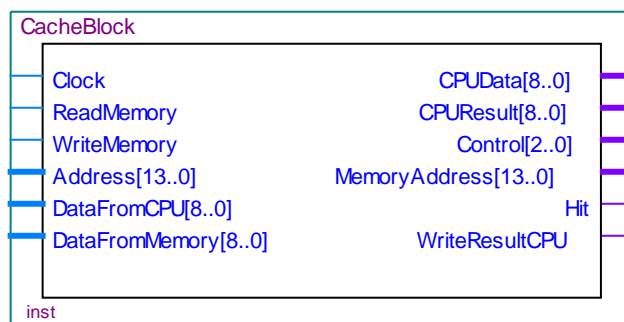 CacheBlock
Clock
ReadMemory
WriteMemory
Address[13..0]
DataFromCPU[8..0]
DataFromMemory[8..0]
CPUData[8..0]
CPUResult[8..0]
Control[2..0]
MemoryAddress[13..0]
Hit
WriteResultCPU
inst